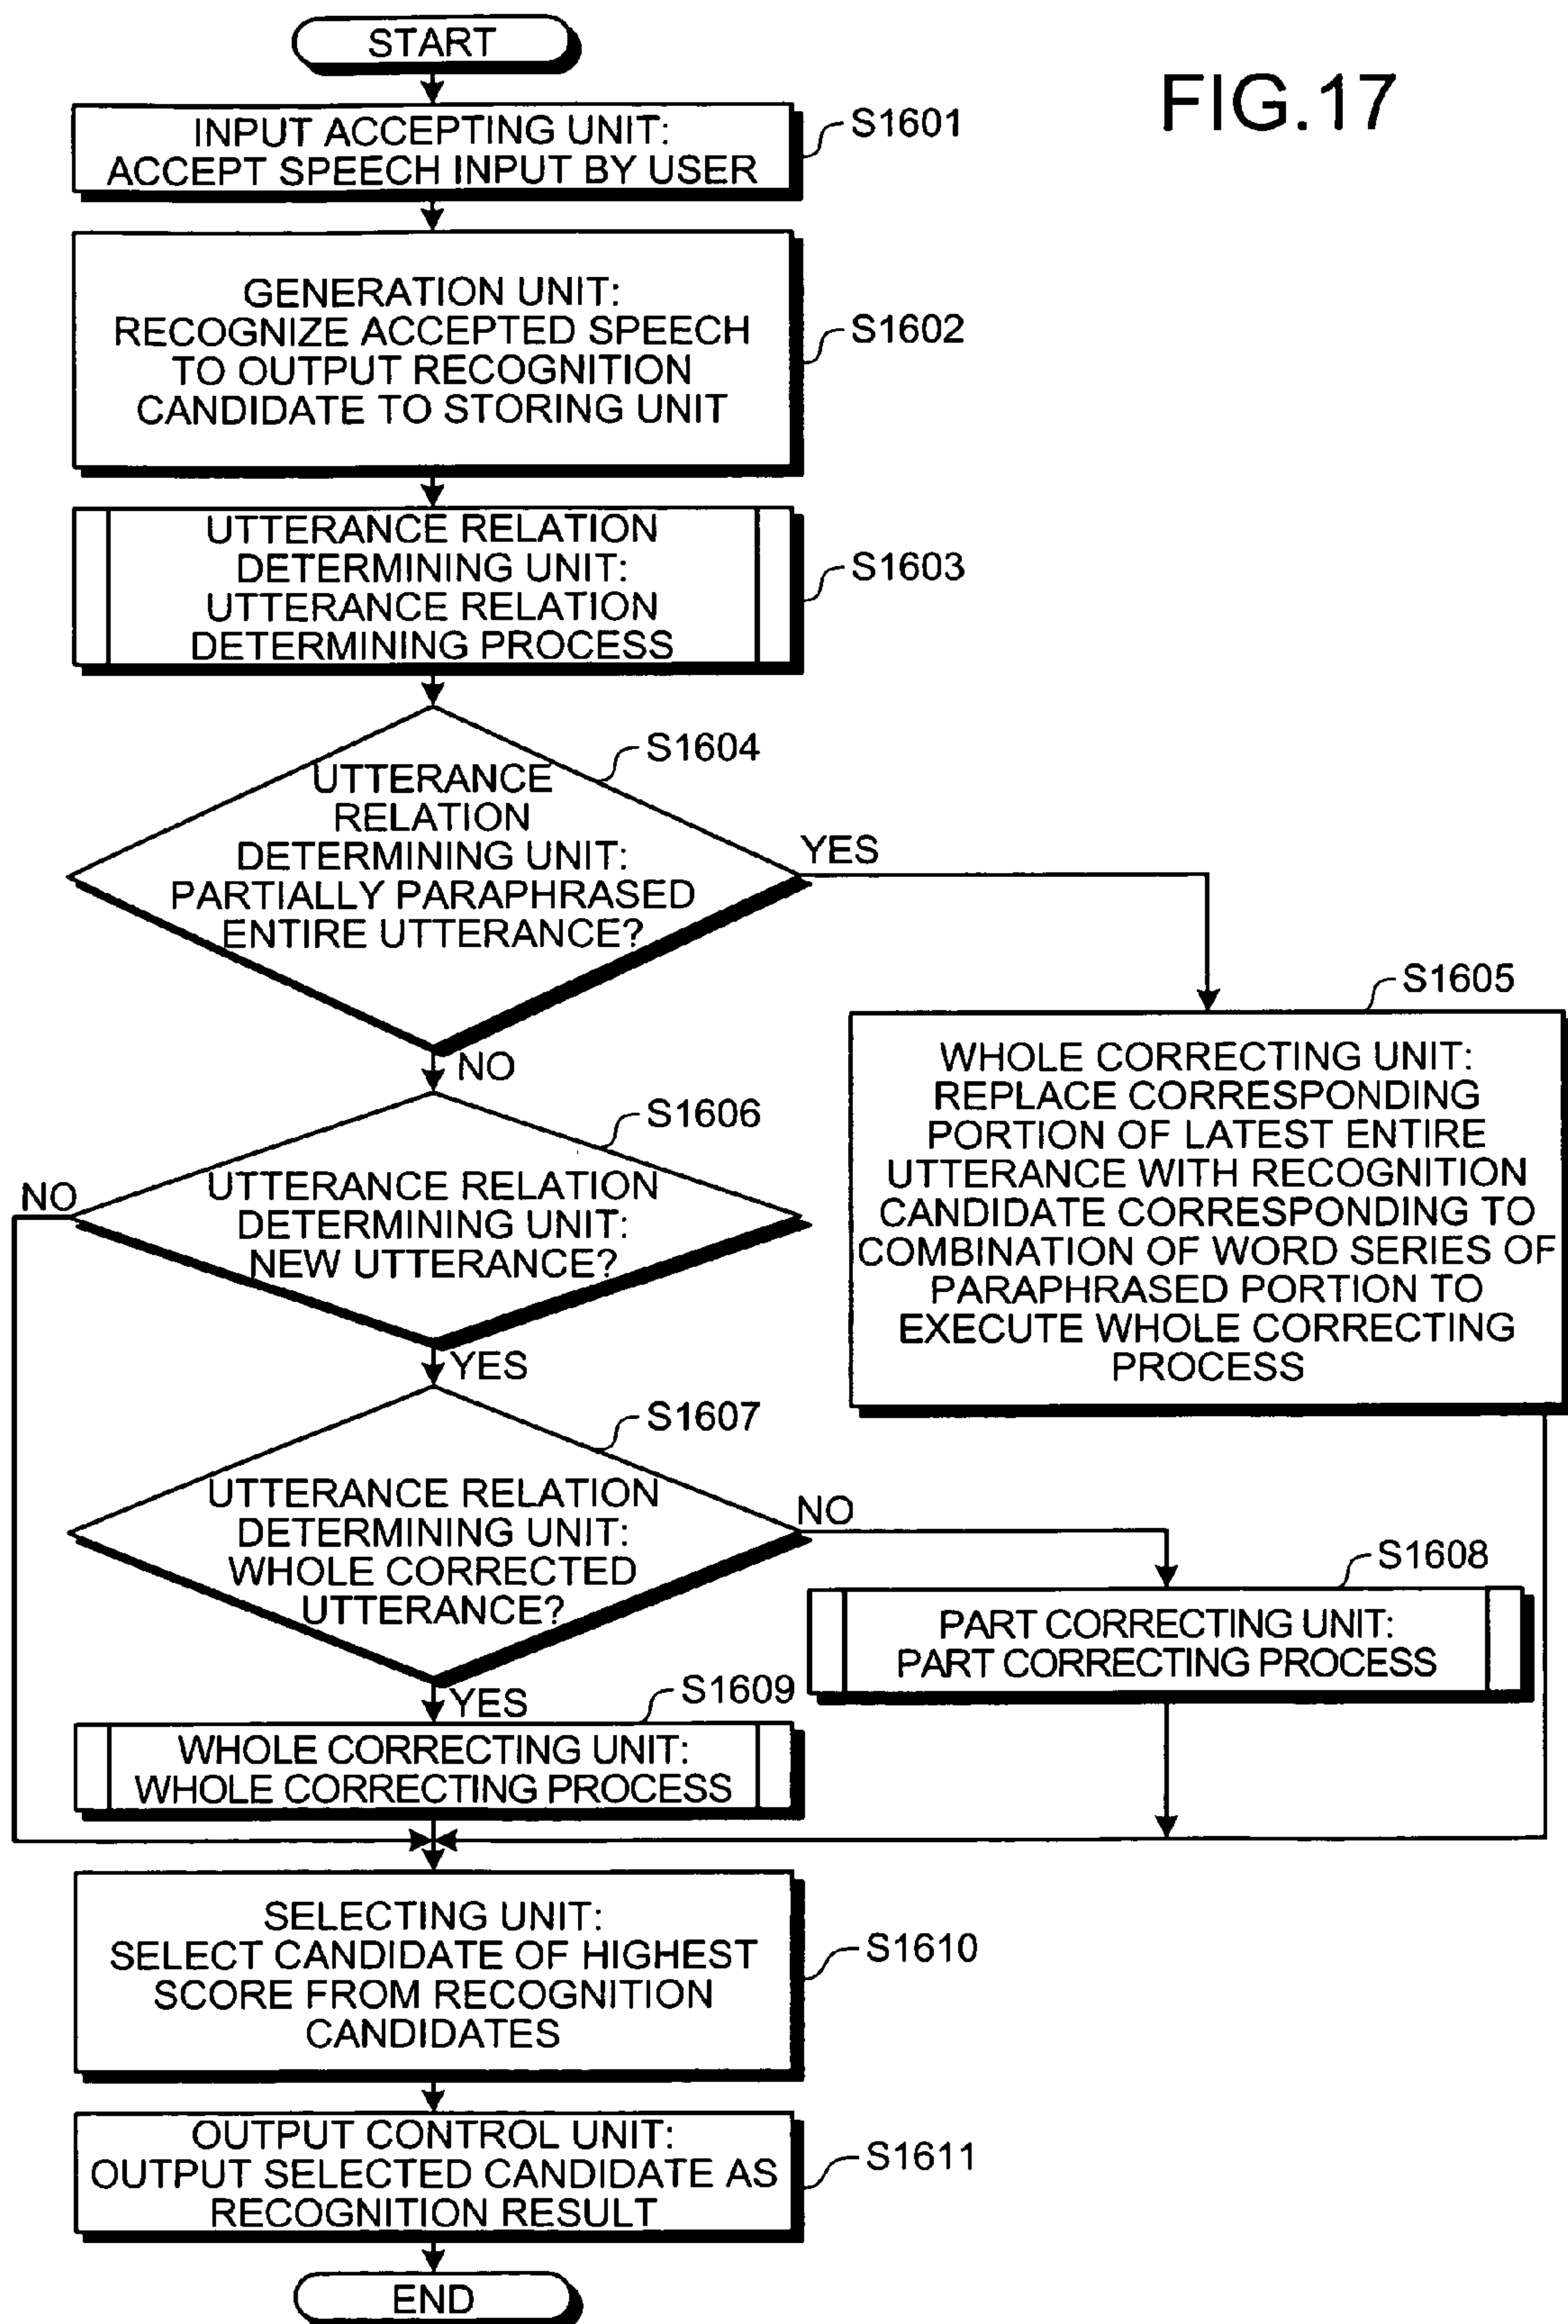 START
FIG.17
INPUT ACCEPTING UNIT:
ACCEPT SPEECH INPUT BY USER
S1601
GENERATION UNIT:
RECOGNIZE ACCEPTED SPEECH
TO OUTPUT RECOGNITION
CANDIDATE TO STORING UNIT
S1602
UTTERANCE RELATION
DETERMINING UNIT:
UTTERANCE RELATION
DETERMINING PROCESS
S1603
S1604
UTTERANCE
RELATION
DETERMINING UNIT:
PARTIALLY PARAPHRASED
ENTIRE UTTERANCE?
YES
NO
S1605
WHOLE CORRECTING UNIT:
REPLACE CORRESPONDING
PORTION OF LATEST ENTIRE
UTTERANCE WITH RECOGNITION
CANDIDATE CORRESPONDING TO
COMBINATION OF WORD SERIES OF
PARAPHRASED PORTION TO
EXECUTE WHOLE CORRECTING
PROCESS
S1606
UTTERANCE RELATION
DETERMINING UNIT:
NEW UTTERANCE?
NO
YES
S1607
UTTERANCE RELATION
DETERMINING UNIT:
WHOLE CORRECTED
UTTERANCE?
NO
S1608
PART CORRECTING UNIT:
PART CORRECTING PROCESS
YES
S1609
WHOLE CORRECTING UNIT:
WHOLE CORRECTING PROCESS
SELECTING UNIT:
SELECT CANDIDATE OF HIGHEST
SCORE FROM RECOGNITION
CANDIDATES
S1610
OUTPUT CONTROL UNIT:
OUTPUT SELECTED CANDIDATE AS
RECOGNITION RESULT
S1611
END